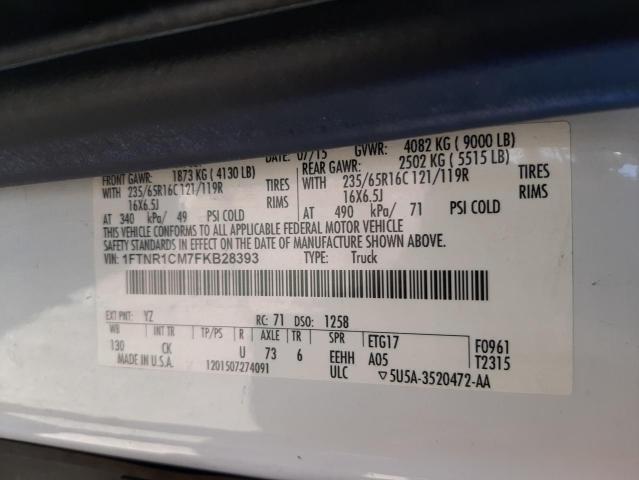 DATE: 07/15 GVWR: 4082 KG ( 9000 LB)
FRONT GAWR: 1873 KG ( 4130 LB) REAR GAWR: 2502 KG ( 5515 LB)
WITH 235/65R16C 121/119R TIRES WITH 235/65R16C 121/119R TIRES
16X6.5J RIMS 16X6.5J RIMS
AT 340 kPa/ 49 PSI COLD AT 490 kPa/ 71 PSI COLD
THIS VEHICLE CONFORMS TO ALL APPLICABLE FEDERAL MOTOR VEHICLE
SAFETY STANDARDS IN EFFECT ON THE DATE OF MANUFACTURE SHOWN ABOVE.
VIN: 1FTNR1CM7FKB28393 TYPE: Truck
EXT PNT: YZ RC: 71 DSO: 1258
WB INT TR TP/PS R AXLE TR SPR ETG17 F0961
130 CK U 73 6 EEHH A05 T2315
MADE IN U.S.A. 1201507274091 ULC ▽5U5A-3520472-AA